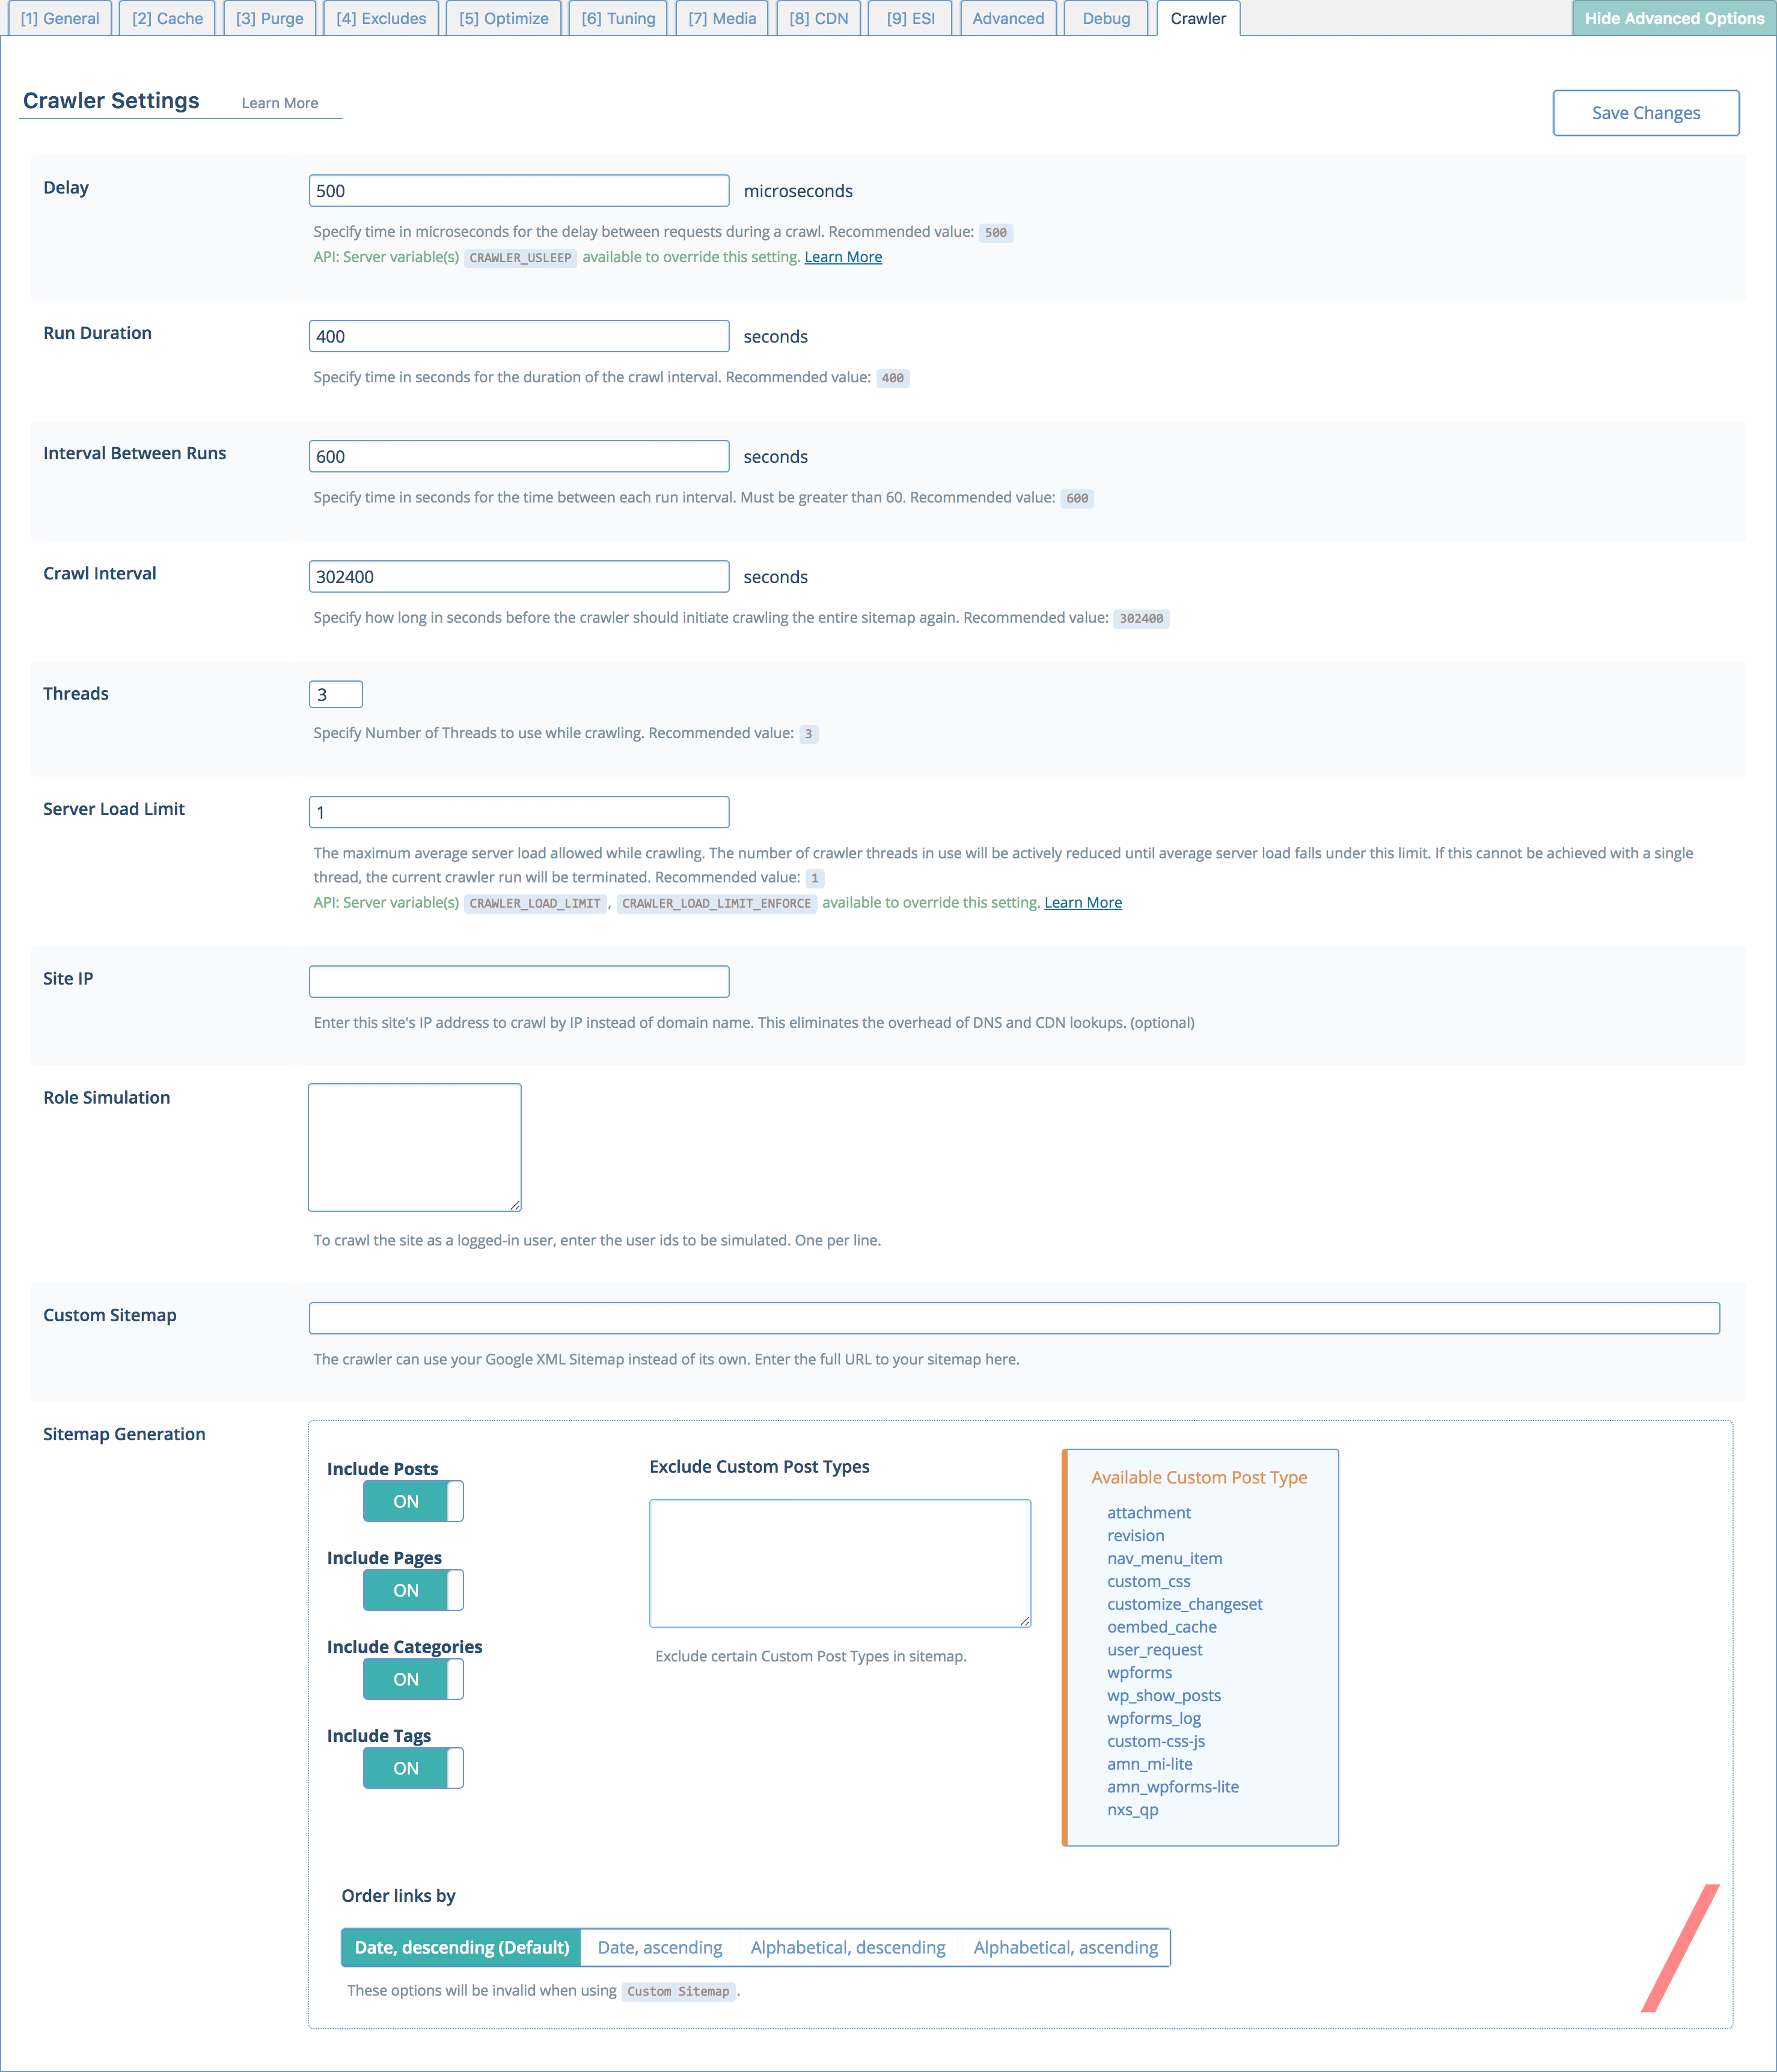 [1] General [2] Cache [3] Purge [4] Excludes [5] Optimize [6] Tuning [7] Media [8] CDN [9] ESI Advanced Debug Crawler Hide Advanced Options
Crawler Settings Learn More
Save Changes
Delay
500 microseconds
Specify time in microseconds for the delay between requests during a crawl. Recommended value: 500
API: Server variable(s) CRAWLER_USLEEP available to override this setting. Learn More
Run Duration
400 seconds
Specify time in seconds for the duration of the crawl interval. Recommended value: 400
Interval Between Runs
600 seconds
Specify time in seconds for the time between each run interval. Must be greater than 60. Recommended value: 600
Crawl Interval
302400 seconds
Specify how long in seconds before the crawler should initiate crawling the entire sitemap again. Recommended value: 302400
Threads
3
Specify Number of Threads to use while crawling. Recommended value: 3
Server Load Limit
1
The maximum average server load allowed while crawling. The number of crawler threads in use will be actively reduced until average server load falls under this limit. If this cannot be achieved with a single
thread, the current crawler run will be terminated. Recommended value: 1
API: Server variable(s) CRAWLER_LOAD_LIMIT , CRAWLER_LOAD_LIMIT_ENFORCE available to override this setting. Learn More
Site IP
Enter this site's IP address to crawl by IP instead of domain name. This eliminates the overhead of DNS and CDN lookups. (optional)
Role Simulation
To crawl the site as a logged-in user, enter the user ids to be simulated. One per line.
Custom Sitemap
The crawler can use your Google XML Sitemap instead of its own. Enter the full URL to your sitemap here.
Sitemap Generation
Include Posts
ON
Include Pages
ON
Include Categories
ON
Include Tags
ON
Exclude Custom Post Types
Exclude certain Custom Post Types in sitemap.
Available Custom Post Type
attachment
revision
nav_menu_item
custom_css
customize_changeset
oembed_cache
user_request
wpforms
wp_show_posts
wpforms_log
custom-css-js
amn_mi-lite
amn_wpforms-lite
nxs_qp
Order links by
Date, descending (Default) Date, ascending Alphabetical, descending Alphabetical, ascending
These options will be invalid when using Custom Sitemap .